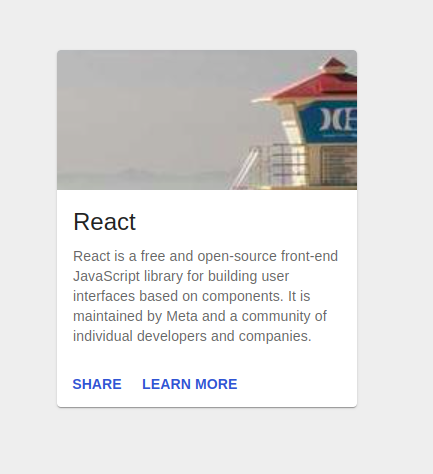 React
React is a free and open-source front-end
JavaScript library for building user
interfaces based on components. It is
maintained by Meta and a community of
individual developers and companies.
SHARE LEARN MORE